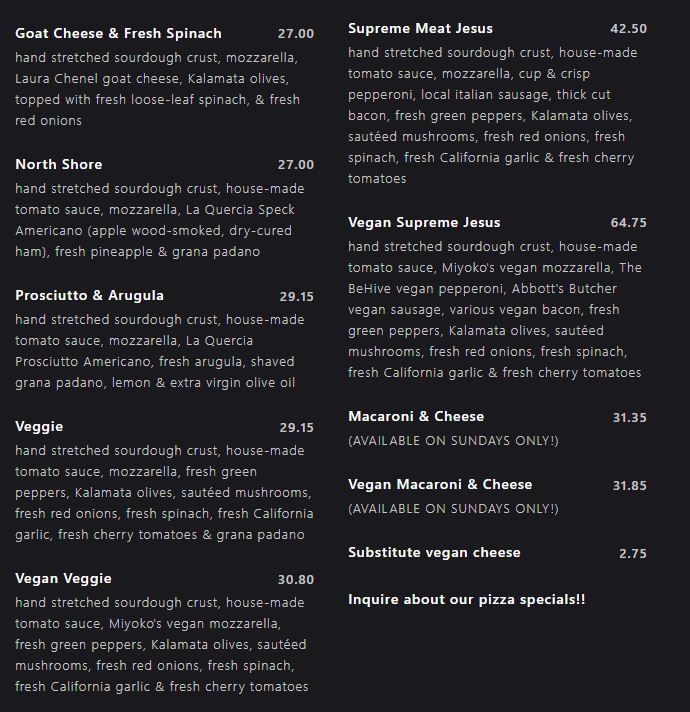 Goat Cheese & Fresh Spinach 27.00
hand stretched sourdough crust, mozzarella,
Laura Chenel goat cheese, Kalamata olives,
topped with fresh loose-leaf spinach, & fresh
red onions
North Shore 27.00
hand stretched sourdough crust, house-made
tomato sauce, mozzarella, La Quercia Speck
Americano (apple wood-smoked, dry-cured
ham), fresh pineapple & grana padano
Prosciutto & Arugula 29.15
hand stretched sourdough crust, house-made
tomato sauce, mozzarella, La Quercia
Prosciutto Americano, fresh arugula, shaved
grana padano, lemon & extra virgin olive oil
Veggie 29.15
hand stretched sourdough crust, house-made
tomato sauce, mozzarella, fresh green
peppers, Kalamata olives, sautéed mushrooms,
fresh red onions, fresh spinach, fresh California
garlic, fresh cherry tomatoes & grana padano
Vegan Veggie 30.80
hand stretched sourdough crust, house-made
tomato sauce, Miyoko's vegan mozzarella,
fresh green peppers, Kalamata olives, sautéed
mushrooms, fresh red onions, fresh spinach,
fresh California garlic & fresh cherry tomatoes
Supreme Meat Jesus 42.50
hand stretched sourdough crust, house-made
tomato sauce, mozzarella, cup & crisp
pepperoni, local italian sausage, thick cut
bacon, fresh green peppers, Kalamata olives,
sautéed mushrooms, fresh red onions, fresh
spinach, fresh California garlic & fresh cherry
tomatoes
Vegan Supreme Jesus 64.75
hand stretched sourdough crust, house-made
tomato sauce, Miyoko's vegan mozzarella, The
BeHive vegan pepperoni, Abbott's Butcher
vegan sausage, various vegan bacon, fresh
green peppers, Kalamata olives, sautéed
mushrooms, fresh red onions, fresh spinach,
fresh California garlic & fresh cherry tomatoes
Macaroni & Cheese 31.35
(AVAILABLE ON SUNDAYS ONLY!)
Vegan Macaroni & Cheese 31.85
(AVAILABLE ON SUNDAYS ONLY!)
Substitute vegan cheese 2.75
Inquire about our pizza specials!!